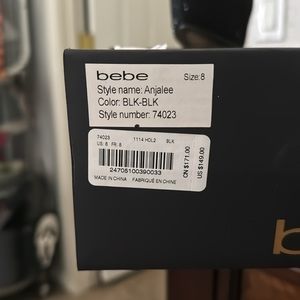 bebe Size: 8
Style name: Anjalee
Color: BLK-BLK
Style number: 74023
74023 1114 HOL2 BLK
US: 8 FR: 8
24705100390033
MADE IN CHINA FABRIQUÉ EN CHINE
CN $171.00
US $149.00
b